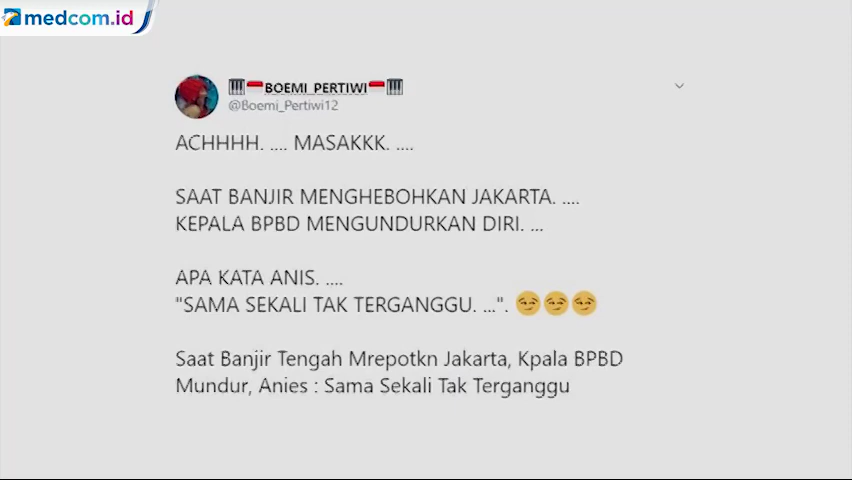 medcom.id
🎹🇮🇩BOEMI_PERTIWI🇮🇩🎹
@Boemi_Pertiwi12
ACHHHH. .... MASAKKK. ....
SAAT BANJIR MENGHEBOHKAN JAKARTA. ....
KEPALA BPBD MENGUNDURKAN DIRI. ...
APA KATA ANIS. ....
"SAMA SEKALI TAK TERGANGGU. ...". 😏😏😏
Saat Banjir Tengah Mrepotkn Jakarta, Kpala BPBD
Mundur, Anies : Sama Sekali Tak Terganggu